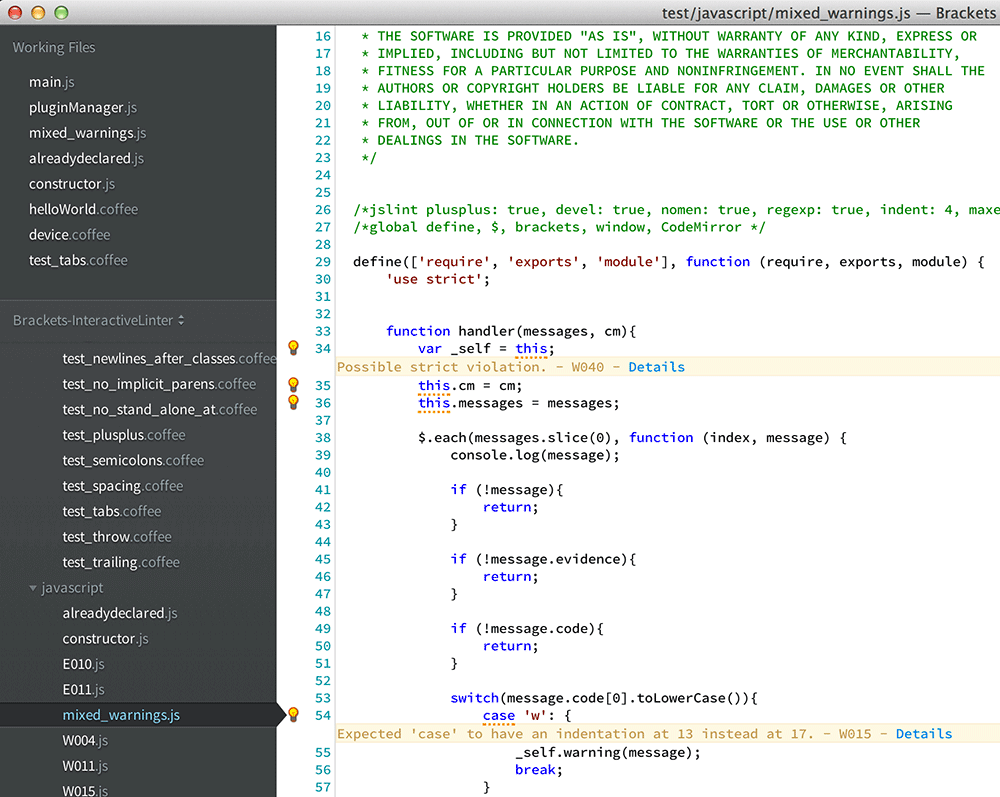 test/javascript/mixed_warnings.js — Brackets
Working Files
main.js
pluginManager.js
mixed_warnings.js
alreadydeclared.js
constructor.js
helloWorld.coffee
device.coffee
test_tabs.coffee
Brackets-InteractiveLinter
test_newlines_after_classes.coffee
test_no_implicit_parens.coffee
test_no_stand_alone_at.coffee
test_plusplus.coffee
test_semicolons.coffee
test_spacing.coffee
test_tabs.coffee
test_throw.coffee
test_trailing.coffee
javascript
alreadydeclared.js
constructor.js
E010.js
E011.js
mixed_warnings.js
W004.js
W011.js
W015.js
16 * THE SOFTWARE IS PROVIDED "AS IS", WITHOUT WARRANTY OF ANY KIND, EXPRESS OR
17 * IMPLIED, INCLUDING BUT NOT LIMITED TO THE WARRANTIES OF MERCHANTABILITY,
18 * FITNESS FOR A PARTICULAR PURPOSE AND NONINFRINGEMENT. IN NO EVENT SHALL THE
19 * AUTHORS OR COPYRIGHT HOLDERS BE LIABLE FOR ANY CLAIM, DAMAGES OR OTHER
20 * LIABILITY, WHETHER IN AN ACTION OF CONTRACT, TORT OR OTHERWISE, ARISING
21 * FROM, OUT OF OR IN CONNECTION WITH THE SOFTWARE OR THE USE OR OTHER
22 * DEALINGS IN THE SOFTWARE.
23 */
24
25
26 /*jslint plusplus: true, devel: true, nomen: true, regexp: true, indent: 4, maxe
27 /*global define, $, brackets, window, CodeMirror */
28
29 define(['require', 'exports', 'module'], function (require, exports, module) {
30 'use strict';
31
32
33 function handler(messages, cm){
34 var _self = this;
Possible strict violation. - W040 - Details
35 this.cm = cm;
36 this.messages = messages;
37
38 $.each(messages.slice(0), function (index, message) {
39 console.log(message);
40
41 if (!message){
42 return;
43 }
44
45 if (!message.evidence){
46 return;
47 }
48
49 if (!message.code){
50 return;
51 }
52
53 switch(message.code[0].toLowerCase()){
54 case 'w': {
Expected 'case' to have an indentation at 13 instead at 17. - W015 - Details
55 _self.warning(message);
56 break;
57 }